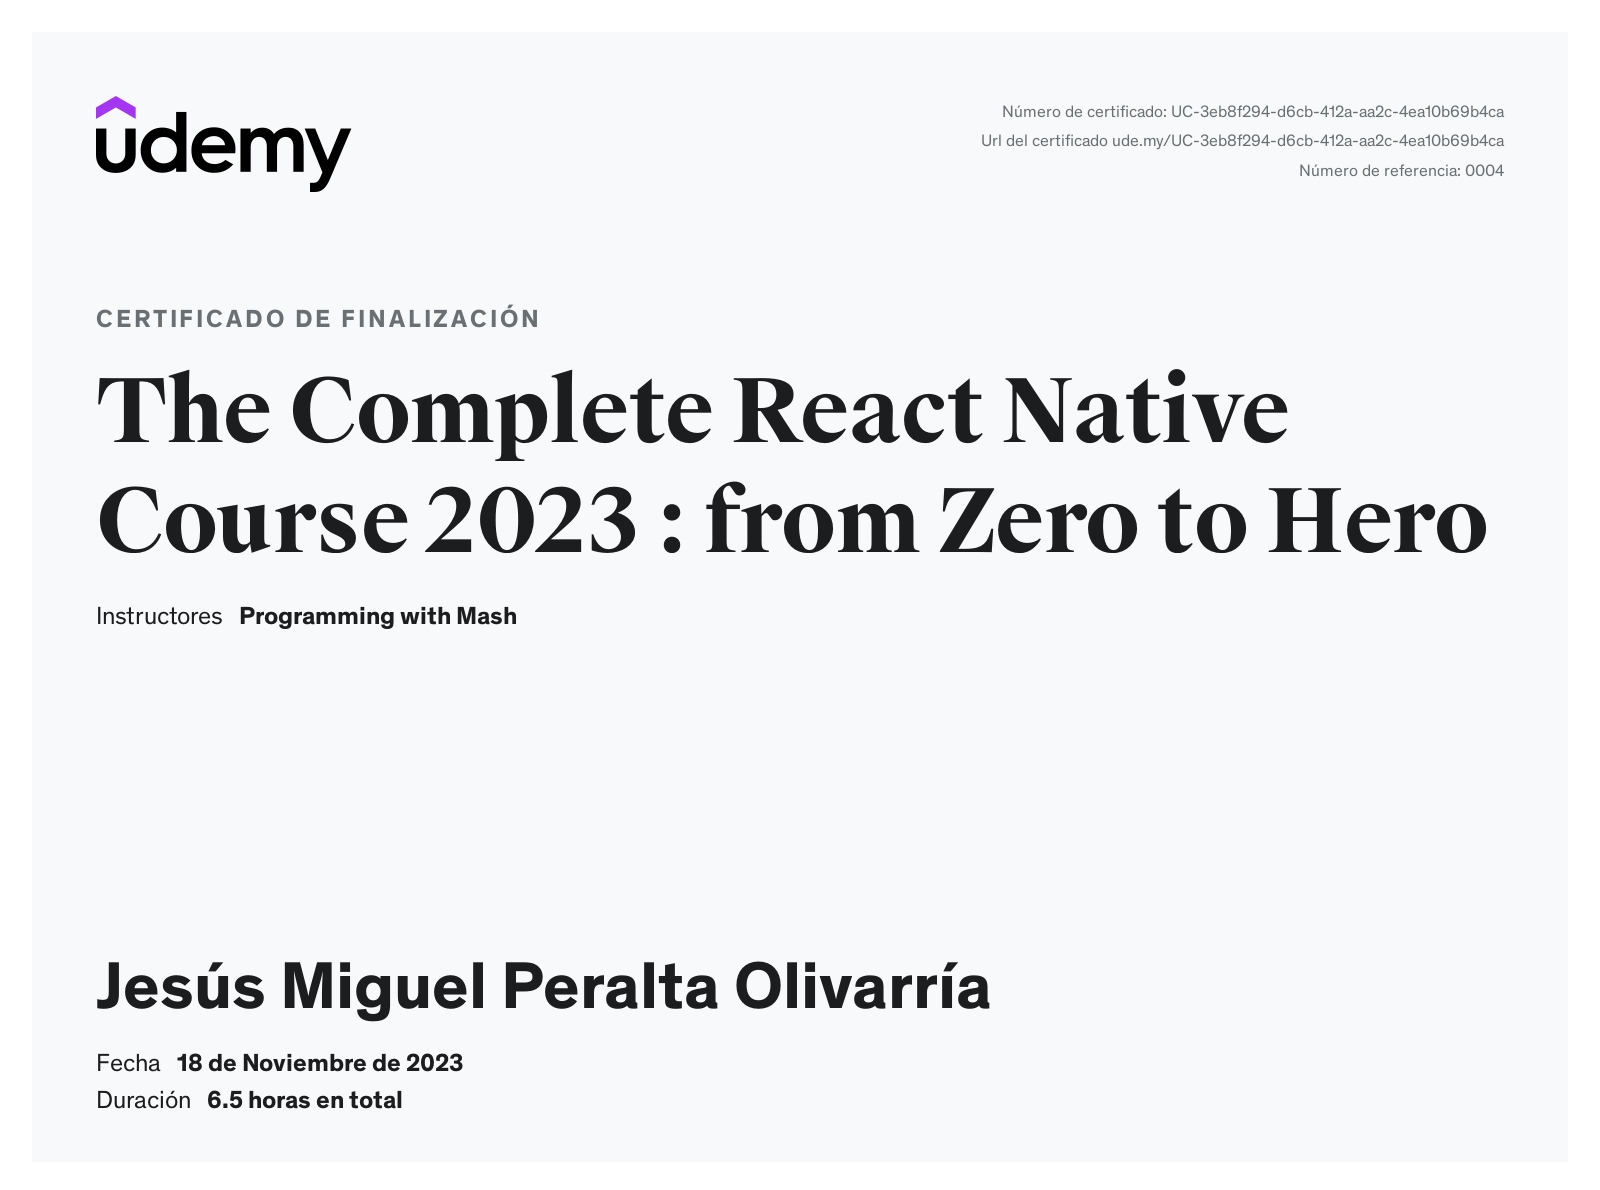 udemy
Número de certificado: UC-3eb8f294-d6cb-412a-aa2c-4ea10b69b4ca
Url del certificado ude.my/UC-3eb8f294-d6cb-412a-aa2c-4ea10b69b4ca
Número de referencia: 0004
CERTIFICADO DE FINALIZACIÓN
The Complete React Native
Course 2023 : from Zero to Hero
Instructores Programming with Mash
Jesús Miguel Peralta Olivarría
Fecha 18 de Noviembre de 2023
Duración 6.5 horas en total